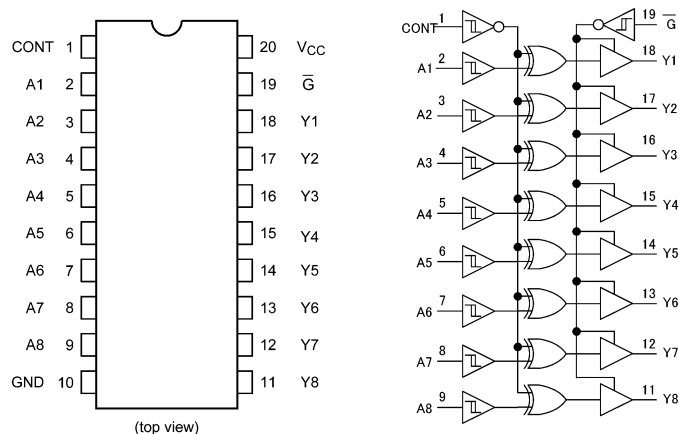 CONT 1 20 VCC
A1 2 19 G̅
A2 3 18 Y1
A3 4 17 Y2
A4 5 16 Y3
A5 6 15 Y4
A6 7 14 Y5
A7 8 13 Y6
A8 9 12 Y7
GND 10 11 Y8
(top view)
CONT 1 19 G̅
A1 2 18 Y1
A2 3 17 Y2
A3 4 16 Y3
A4 5 15 Y4
A5 6 14 Y5
A6 7 13 Y6
A7 8 12 Y7
A8 9 11 Y8